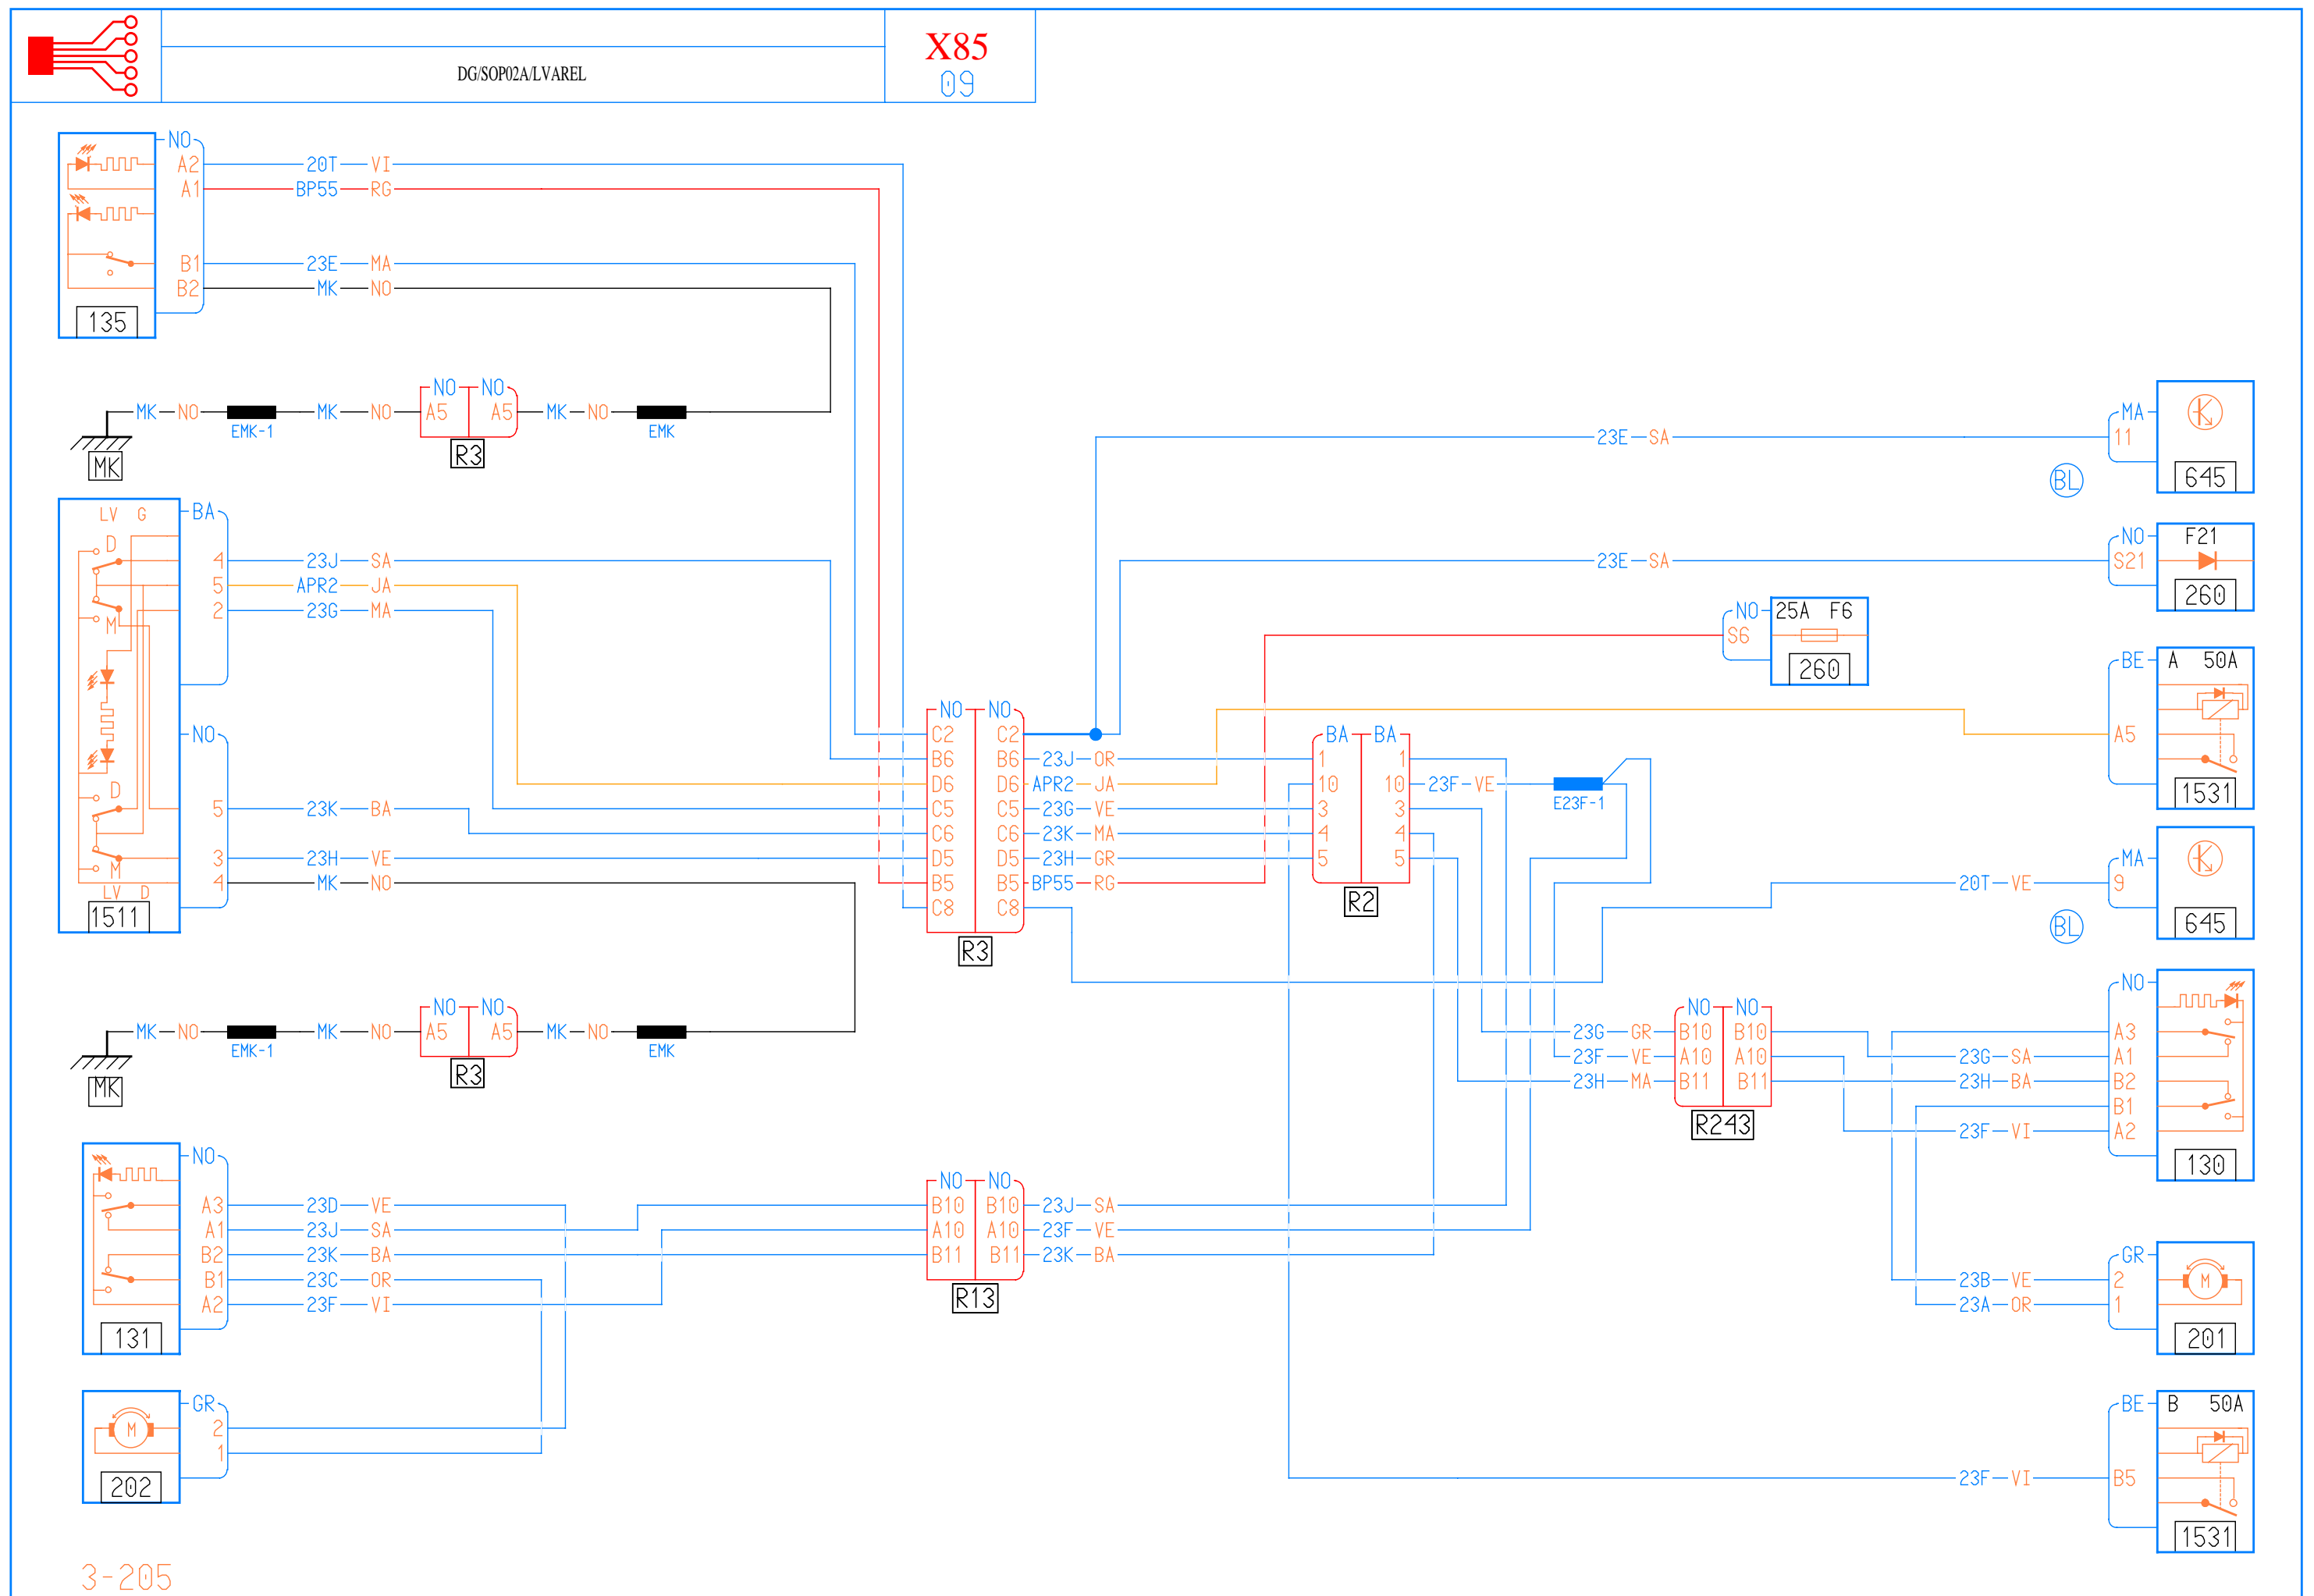 X85
DG/SOP02A/LVAREL
09
NO
A2 20T VI
A1 BP55 RG
B1 23E MA
B2 MK NO
135
NO NO
MK NO MK NO A5 A5 MK NO
EMK-1 EMK
R3
MK
MA
11
23E SA
BL
645
LV G
BA
D
4 23J SA
5 APR2 JA
2 23G MA
M
NO
D
5 23K BA
3 23H VE
M
4 MK NO
LV D
1511
NO F21
23E SA S21
260
NO 25A F6
S6
260
BE A 50A
A5
1531
NO NO
C2 C2
B6 B6 23J OR
D6 D6 APR2 JA
C5 C5 23G VE
C6 C6 23K MA
D5 D5 23H GR
B5 B5 BP55 RG
C8 C8
R3
BA BA
1 1
10 10 23F VE
3 3
4 4
5 5
R2
E23F-1
MA
20T VE 9
BL
645
NO NO
MK NO MK NO A5 A5 MK NO
EMK-1 EMK
R3
MK
NO NO
23G GR B10 B10
23F VE A10 A10
23H MA B11 B11
R243
NO
A3
23G SA A1
23H BA B2
B1
23F VI A2
130
NO
A3 23D VE
A1 23J SA
B2 23K BA
B1 23C OR
A2 23F VI
131
NO NO
B10 B10 23J SA
A10 A10 23F VE
B11 B11 23K BA
R13
GR
23B VE 2 M
23A OR 1
201
GR
M 2
1
202
BE B 50A
23F VI B5
1531
3-205